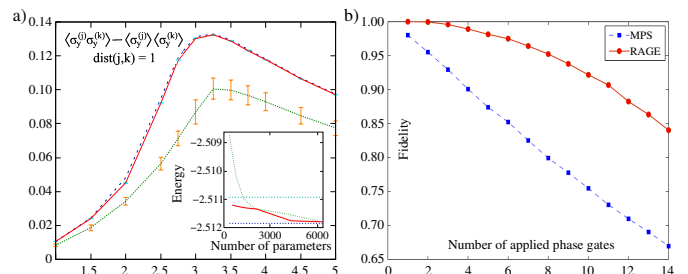 a)
⟨σ_y^(j)σ_y^(k)⟩−⟨σ_y^(j)⟩⟨σ_y^(k)⟩
dist(j,k) = 1
0.14
0.12
0.10
0.08
0.06
0.04
0.02
0
1.5 2 2.5 3 3.5 4 4.5 5
Energy
−2.509
−2.510
−2.511
−2.512
0 3000 6000
Number of parameters
b)
MPS
RAGE
Fidelity
1.00
0.95
0.90
0.85
0.80
0.75
0.70
0.65
Number of applied phase gates
0 2 4 6 8 10 12 14